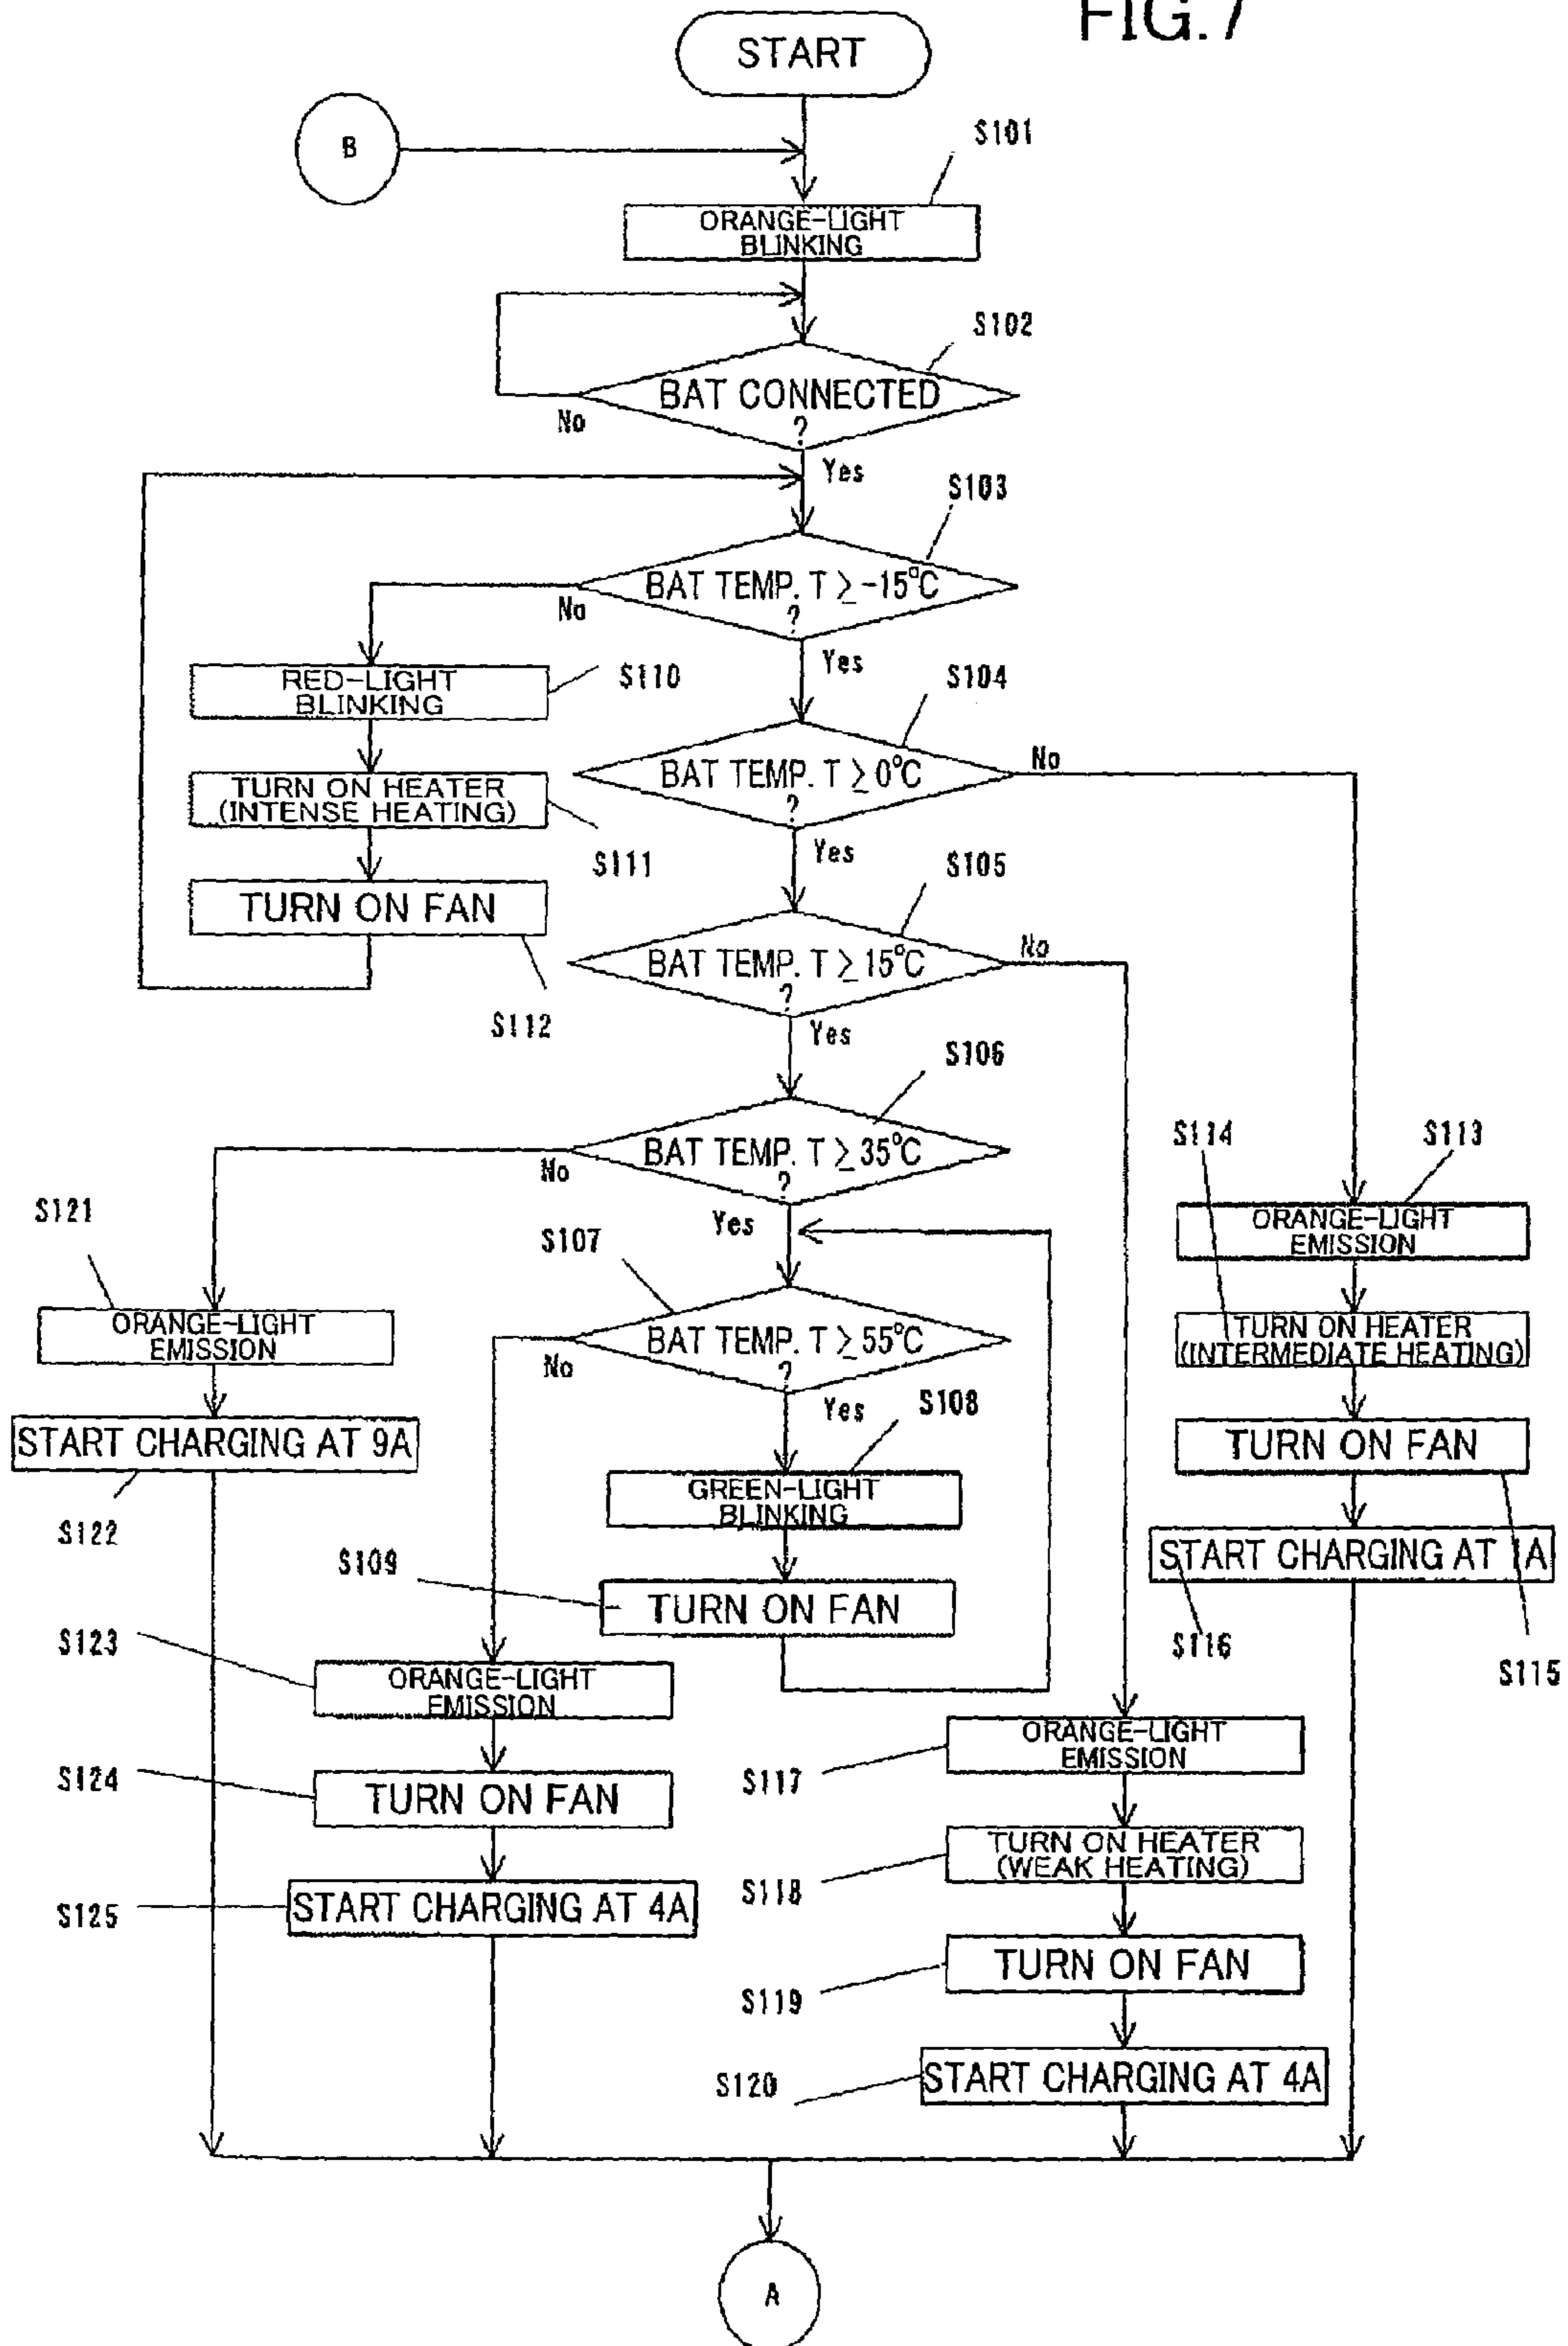 FIG.7
START
B
S101
ORANGE-LIGHT
BLINKING
S102
BAT CONNECTED
?
No
Yes
S103
BAT TEMP. T ≥ -15°C
?
No
Yes
S110
RED-LIGHT
BLINKING
S104
BAT TEMP. T ≥ 0°C
?
No
Yes
TURN ON HEATER
(INTENSE HEATING)
S111
S105
TURN ON FAN
S112
BAT TEMP. T ≥ 15°C
?
No
Yes
S106
BAT TEMP. T ≥ 35°C
?
No
Yes
S114
S113
ORANGE-LIGHT
EMISSION
S121
S107
ORANGE-LIGHT
EMISSION
BAT TEMP. T ≥ 55°C
?
No
Yes
TURN ON HEATER
(INTERMEDIATE HEATING)
S108
START CHARGING AT 9A
S122
TURN ON FAN
GREEN-LIGHT
BLINKING
START CHARGING AT 1A
S109
TURN ON FAN
S116
S115
S123
ORANGE-LIGHT
EMISSION
ORANGE-LIGHT
EMISSION
S117
S124
TURN ON FAN
TURN ON HEATER
(WEAK HEATING)
S118
S125
START CHARGING AT 4A
TURN ON FAN
S119
START CHARGING AT 4A
S120
A